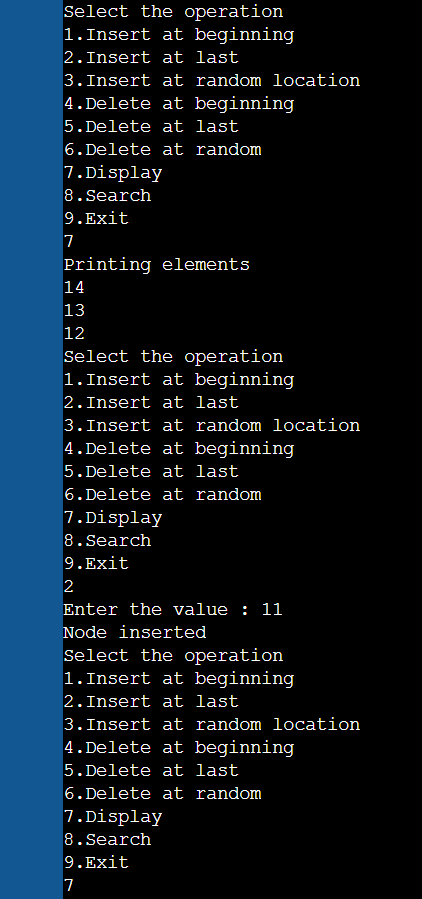 Select the operation
1.Insert at beginning
2.Insert at last
3.Insert at random location
4.Delete at beginning
5.Delete at last
6.Delete at random
7.Display
8.Search
9.Exit
7
Printing elements
14
13
12
Select the operation
1.Insert at beginning
2.Insert at last
3.Insert at random location
4.Delete at beginning
5.Delete at last
6.Delete at random
7.Display
8.Search
9.Exit
2
Enter the value : 11
Node inserted
Select the operation
1.Insert at beginning
2.Insert at last
3.Insert at random location
4.Delete at beginning
5.Delete at last
6.Delete at random
7.Display
8.Search
9.Exit
7